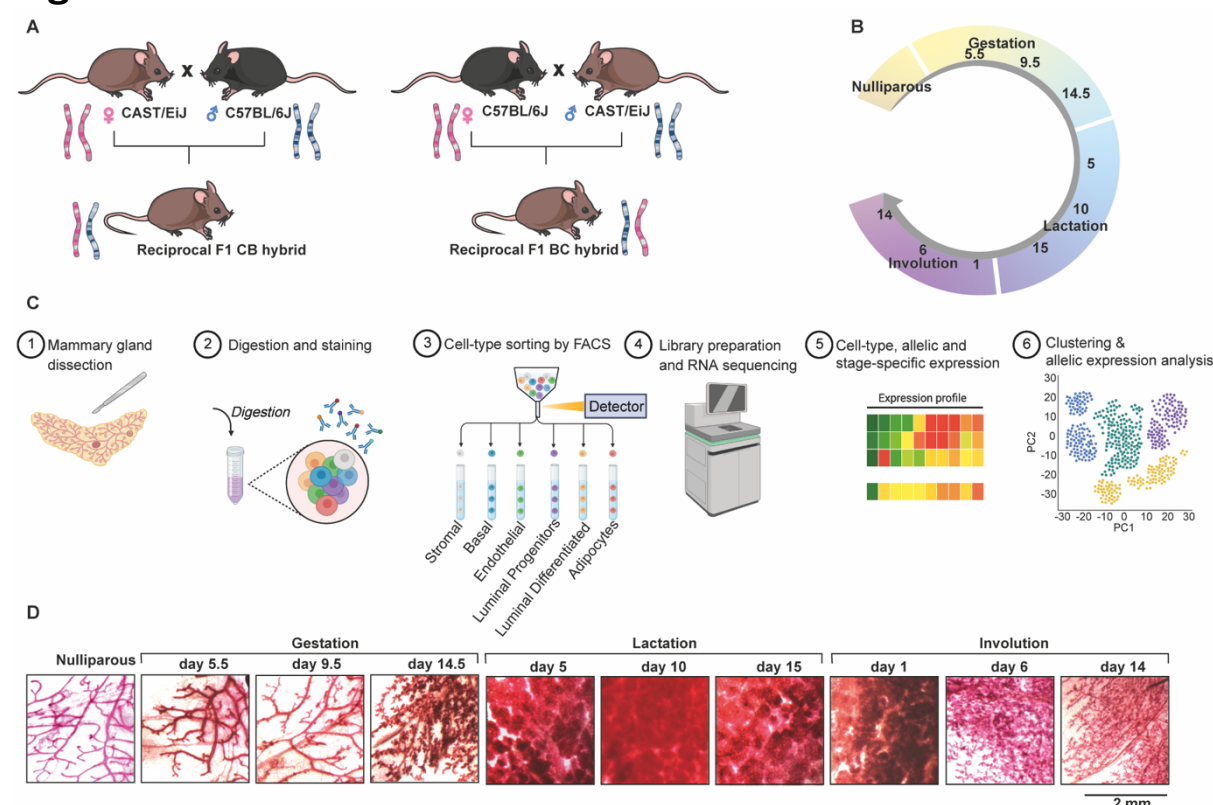 A
x
♀ CAST/EiJ ♂ C57BL/6J
Reciprocal F1 CB hybrid
x
♀ C57BL/6J ♂ CAST/EiJ
Reciprocal F1 BC hybrid
B
Nulliparous
Gestation
5.5
9.5
14.5
5
10
Lactation
15
1
Involution
6
14
C
1 Mammary gland
dissection
2 Digestion and staining
Digestion
3 Cell-type sorting by FACS
Detector
Stromal
Basal
Endothelial
Luminal Progenitors
Luminal Differentiated
Adipocytes
4 Library preparation
and RNA sequencing
5 Cell-type, allelic and
stage-specific expression
Expression profile
6 Clustering &
allelic expression analysis
30
20
10
0
-10
-20
-30
PC2
-30 -20 -10 0 10 20 30
PC1
D
Gestation Lactation Involution
Nulliparous day 5.5 day 9.5 day 14.5 day 5 day 10 day 15 day 1 day 6 day 14
2 mm